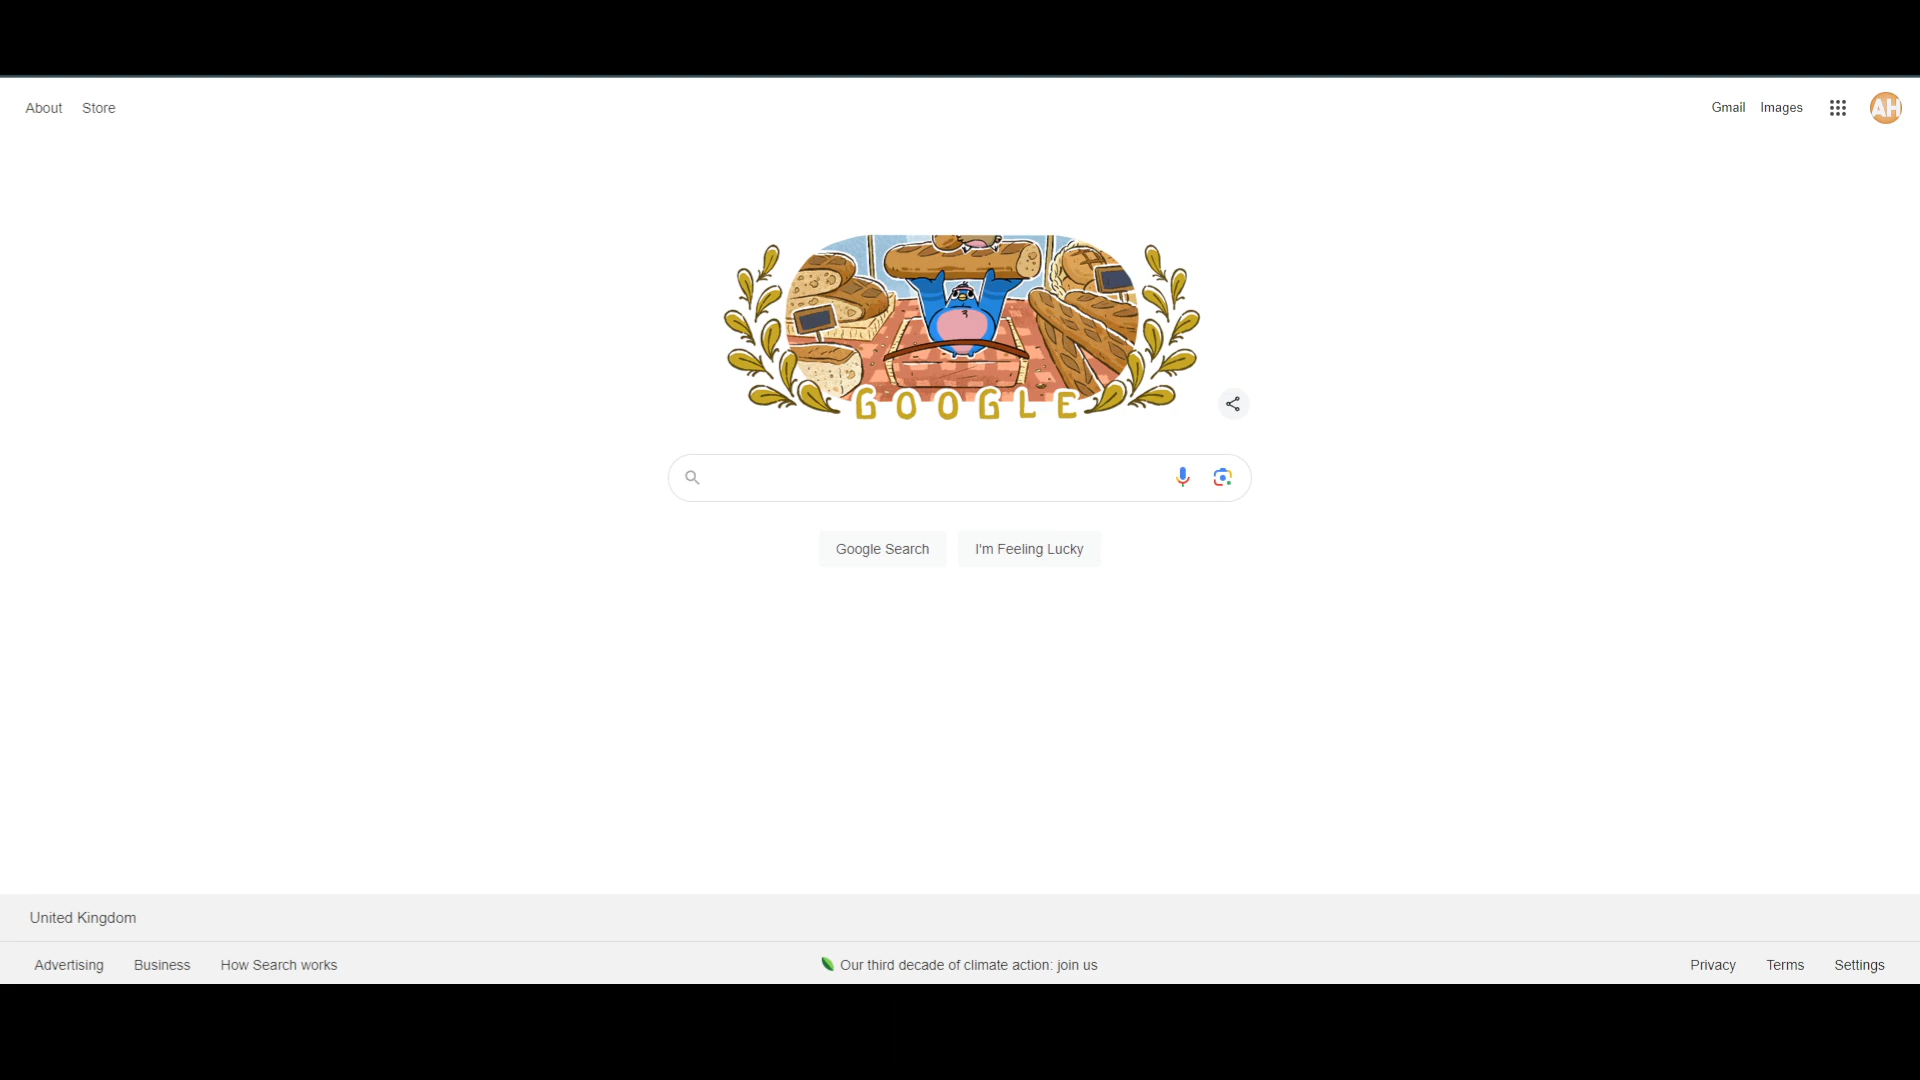 About Store
Gmail Images
AH
GOOGLE
Google Search I'm Feeling Lucky
United Kingdom
Advertising Business How Search works
Our third decade of climate action: join us
Privacy Terms Settings